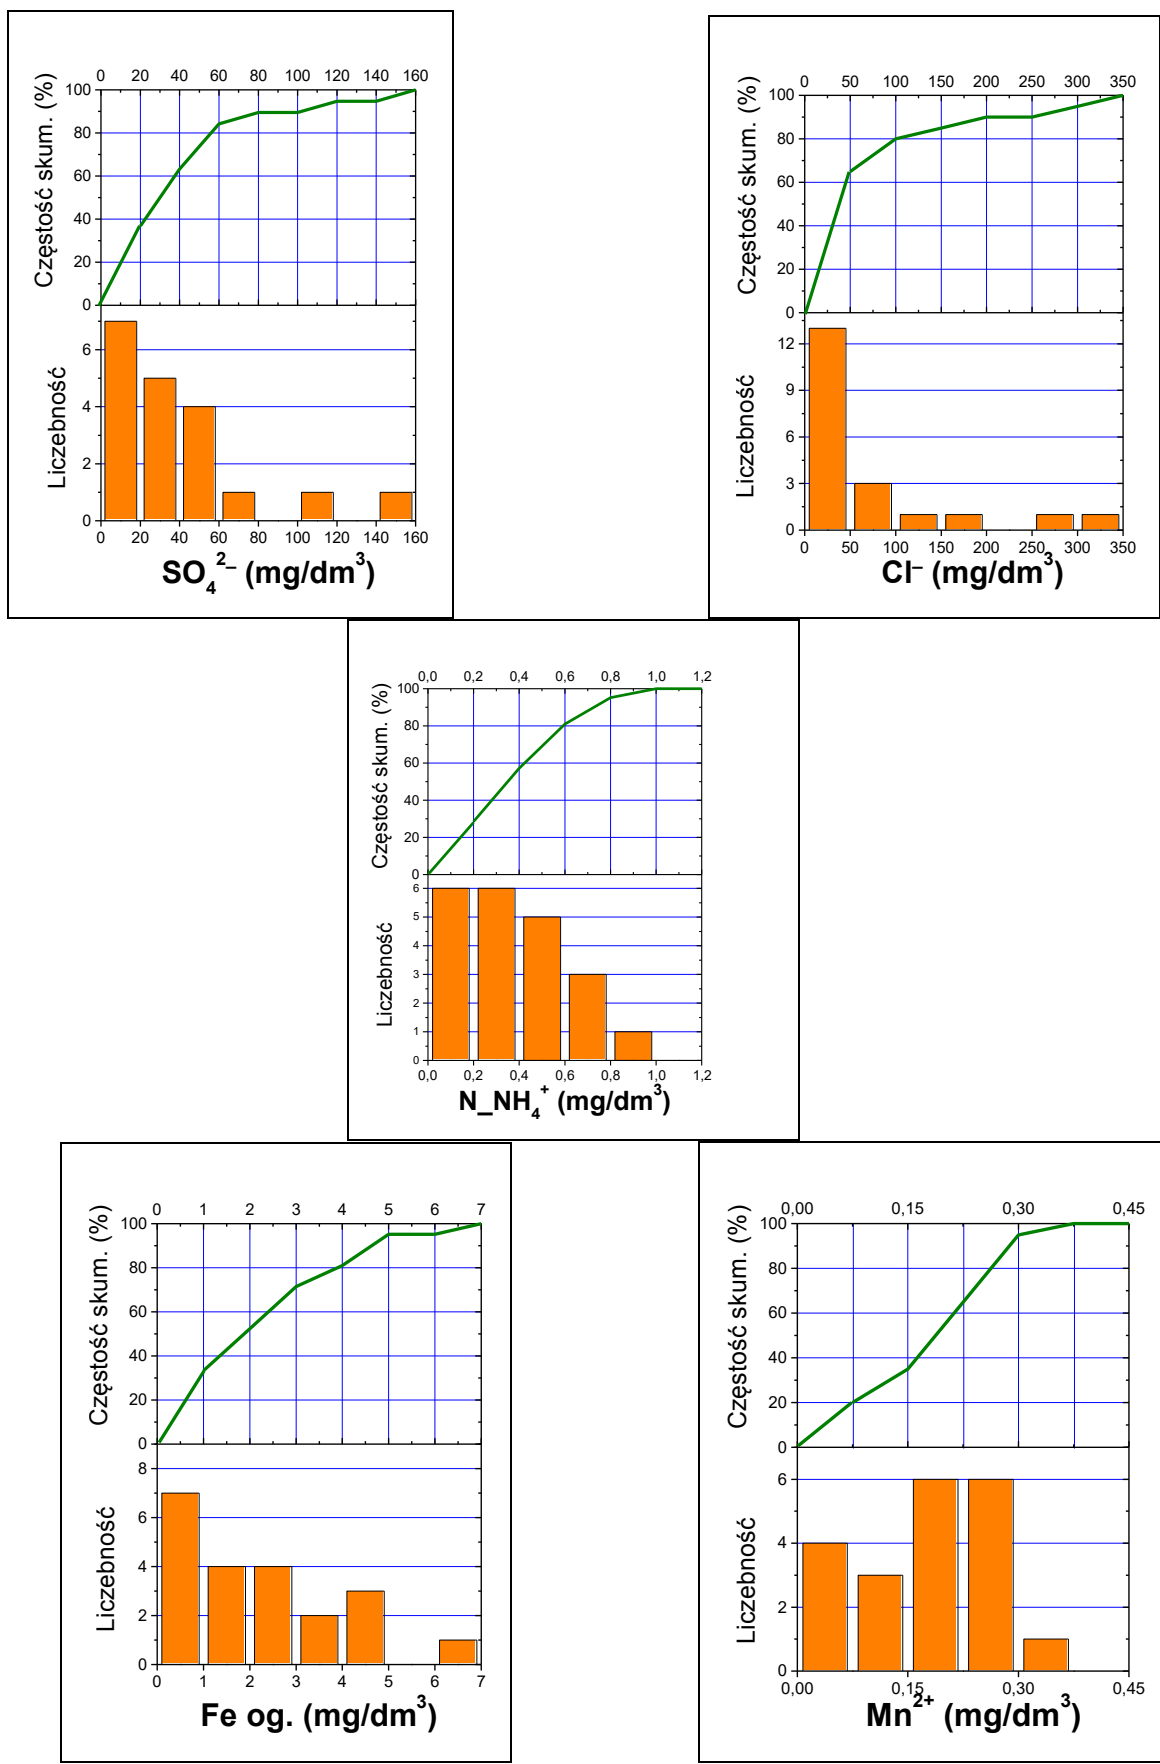 0 20 40 60 80 100 120 140 160
100
80
60
40
20
0
Częstość skum. (%)
6
4
2
0
Liczebność
0 20 40 60 80 100 120 140 160
SO₄²⁻ (mg/dm³)
0 50 100 150 200 250 300 350
100
80
60
40
20
0
Częstość skum. (%)
12
9
6
3
0
Liczebność
0 50 100 150 200 250 300 350
Cl⁻ (mg/dm³)
0,0 0,2 0,4 0,6 0,8 1,0 1,2
100
80
60
40
20
0
Częstość skum. (%)
6
5
4
3
2
1
0
Liczebność
0,0 0,2 0,4 0,6 0,8 1,0 1,2
N_NH₄⁺ (mg/dm³)
0 1 2 3 4 5 6 7
100
80
60
40
20
0
Częstość skum. (%)
8
6
4
2
0
Liczebność
0 1 2 3 4 5 6 7
Fe og. (mg/dm³)
0,00 0,15 0,30 0,45
100
80
60
40
20
0
Częstość skum. (%)
6
4
2
0
Liczebność
0,00 0,15 0,30 0,45
Mn²⁺ (mg/dm³)